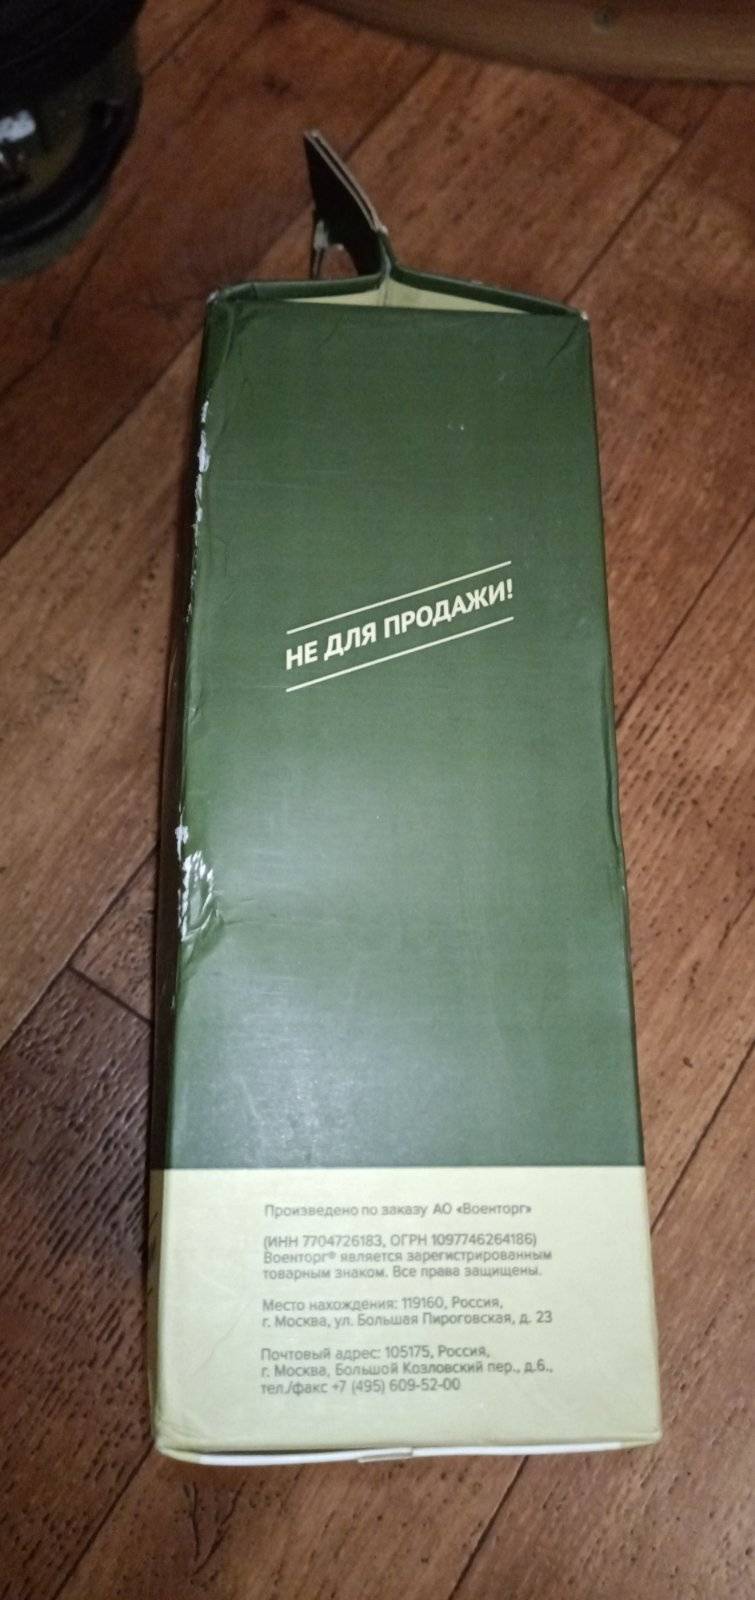 НЕ ДЛЯ ПРОДАЖИ!
Произведено по заказу АО «Военторг»
(ИНН 7704726183, ОГРН 1097746264186)
Военторг® является зарегистрированным
товарным знаком. Все права защищены.
Место нахождения: 119160, Россия,
г. Москва, ул. Большая Пироговская, д. 23
Почтовый адрес: 105175, Россия,
г. Москва, Большой Козловский пер., д.6.,
тел./факс +7 (495) 609-52-00